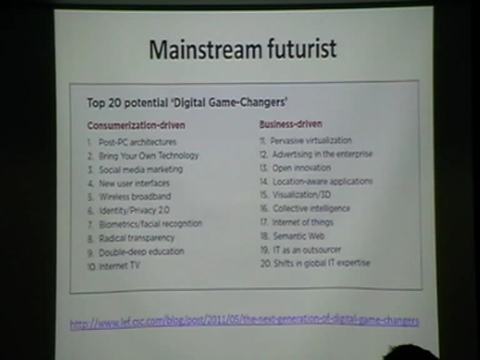 Mainstream futurist
Top 20 potential 'Digital Game-Changers'
Consumerization-driven
1. Post-PC architectures
2. Bring Your Own Technology
3. Social media marketing
4. New user interfaces
5. Wireless broadband
6. Identity/Privacy 2.0
7. Biometrics/facial recognition
8. Radical transparency
9. Double-deep education
10. Internet TV
Business-driven
11. Pervasive virtualization
12. Advertising in the enterprise
13. Open innovation
14. Location-aware applications
15. Visualization/3D
16. Collective intelligence
17. Internet of things
18. Semantic Web
19. IT as an outsourcer
20. Shifts in global IT expertise
http://www.lef.csc.com/blog/post/2011/05/the-next-generation-of-digital-game-changers